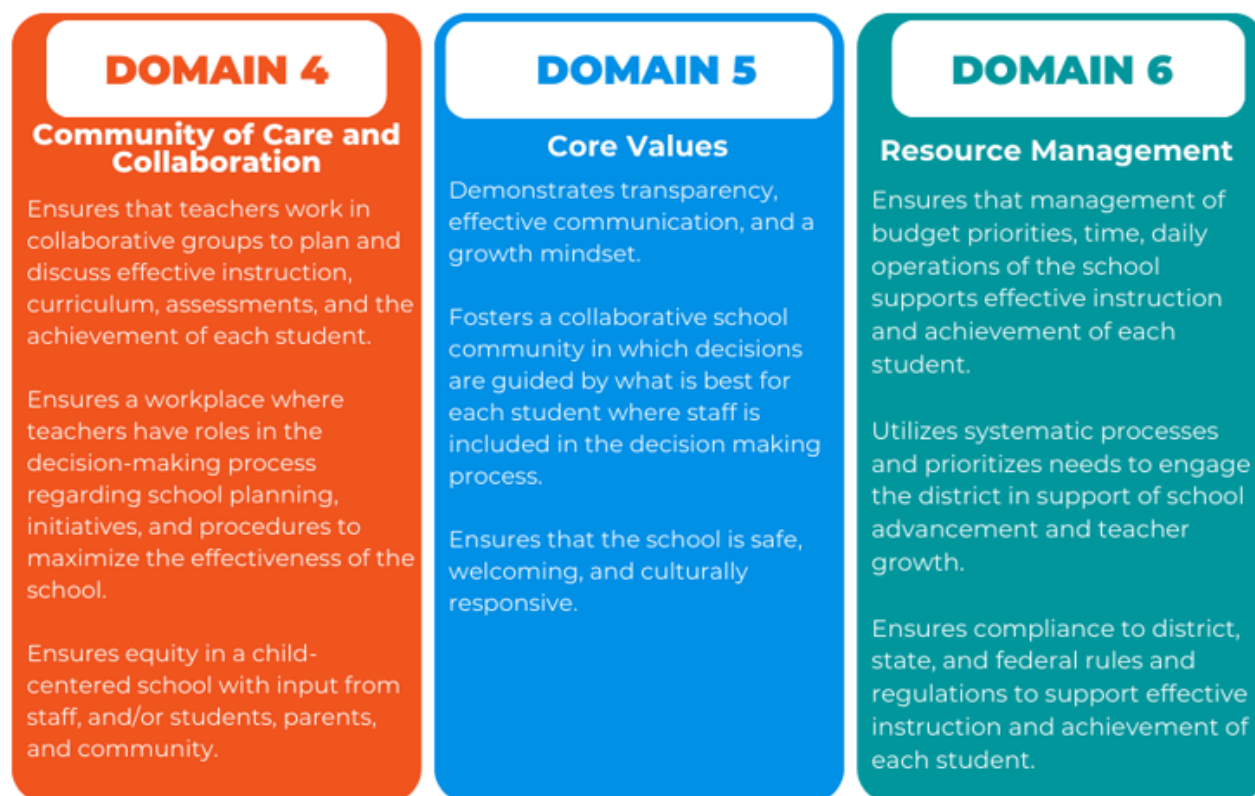 DOMAIN 4
Community of Care and
Collaboration
Ensures that teachers work in
collaborative groups to plan and
discuss effective instruction,
curriculum, assessments, and the
achievement of each student.
Ensures a workplace where
teachers have roles in the
decision-making process
regarding school planning,
initiatives, and procedures to
maximize the effectiveness of the
school.
Ensures equity in a child-
centered school with input from
staff, and/or students, parents,
and community.
DOMAIN 5
Core Values
Demonstrates transparency,
effective communication, and a
growth mindset.
Fosters a collaborative school
community in which decisions
are guided by what is best for
each student where staff is
included in the decision making
process.
Ensures that the school is safe,
welcoming, and culturally
responsive.
DOMAIN 6
Resource Management
Ensures that management of
budget priorities, time, daily
operations of the school
supports effective instruction
and achievement of each
student.
Utilizes systematic processes
and prioritizes needs to engage
the district in support of school
advancement and teacher
growth.
Ensures compliance to district,
state, and federal rules and
regulations to support effective
instruction and achievement of
each student.